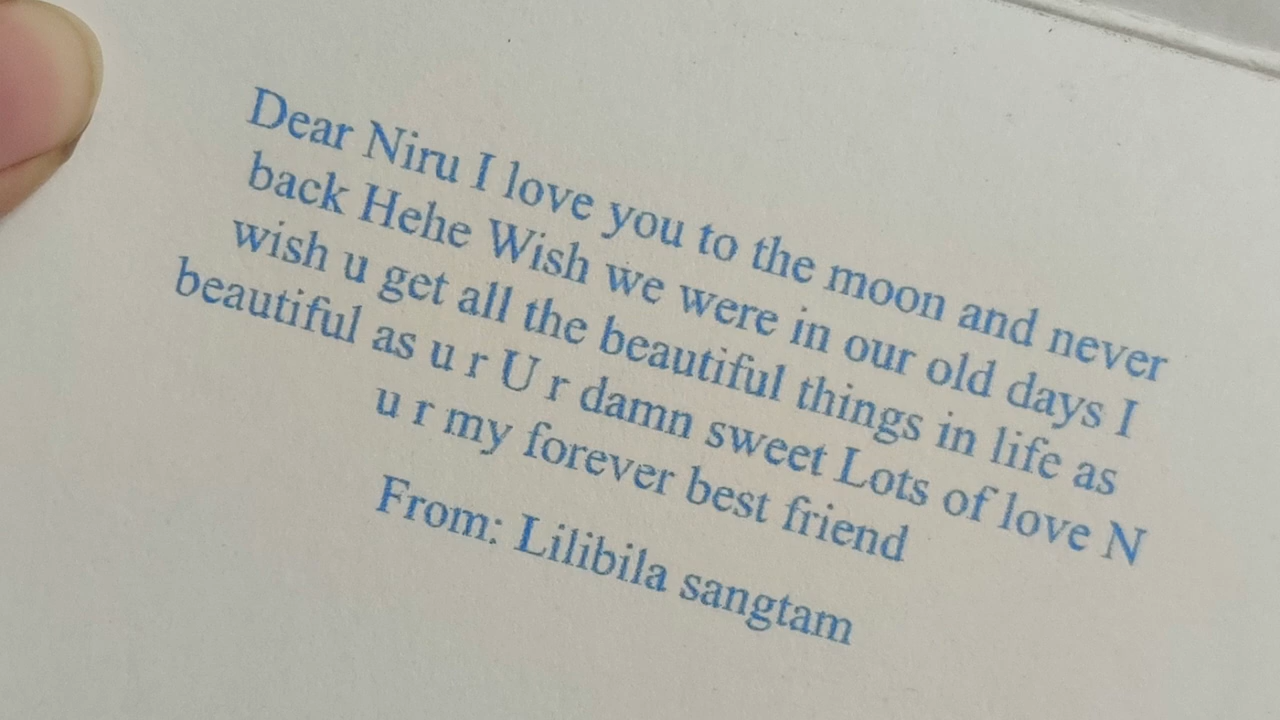 Dear Niru I love you to the moon and never
back Hehe Wish we were in our old days I
wish u get all the beautiful things in life as
beautiful as u r U r damn sweet Lots of love N
u r my forever best friend
From: Lilibila sangtam